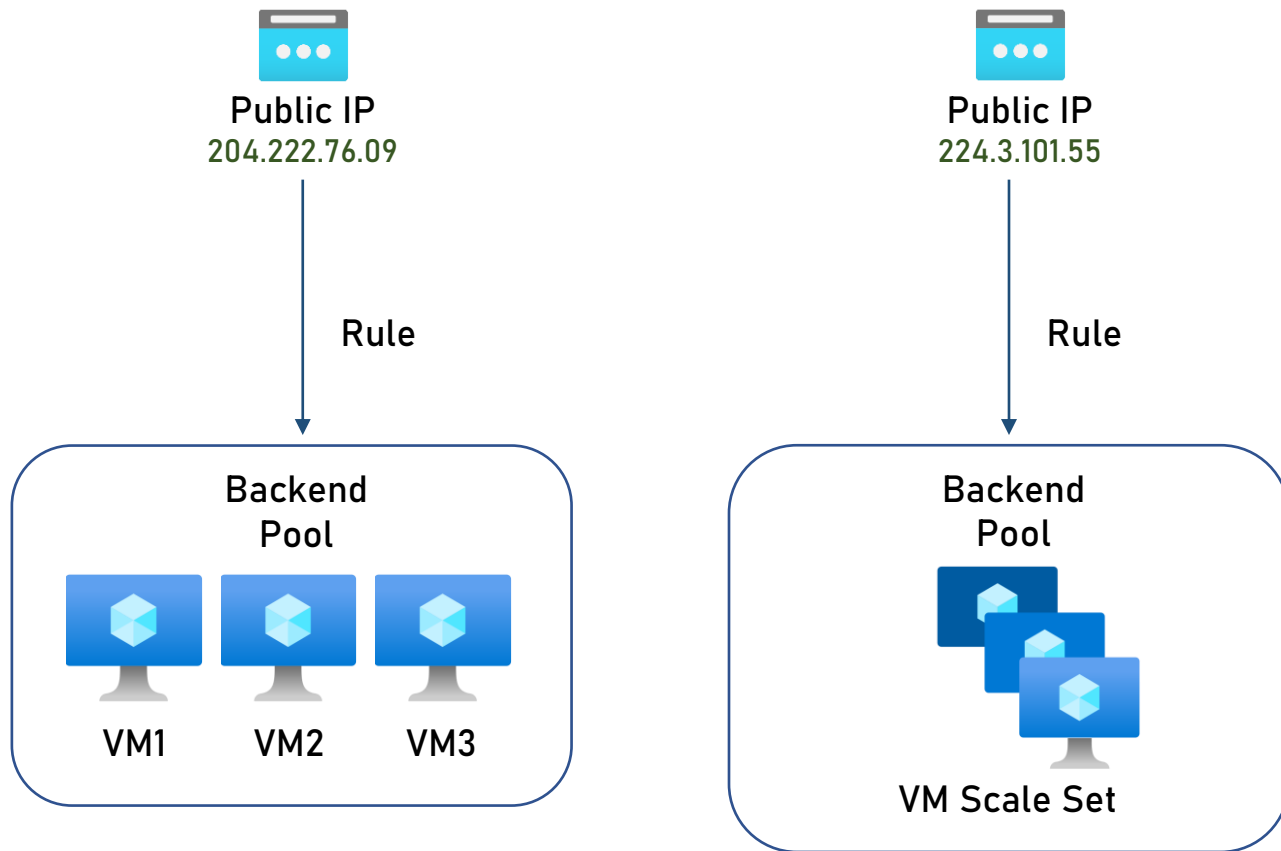 Public IP
204.222.76.09
Rule
Backend
Pool
VM1
VM2
VM3
Public IP
224.3.101.55
Rule
Backend
Pool
VM Scale Set